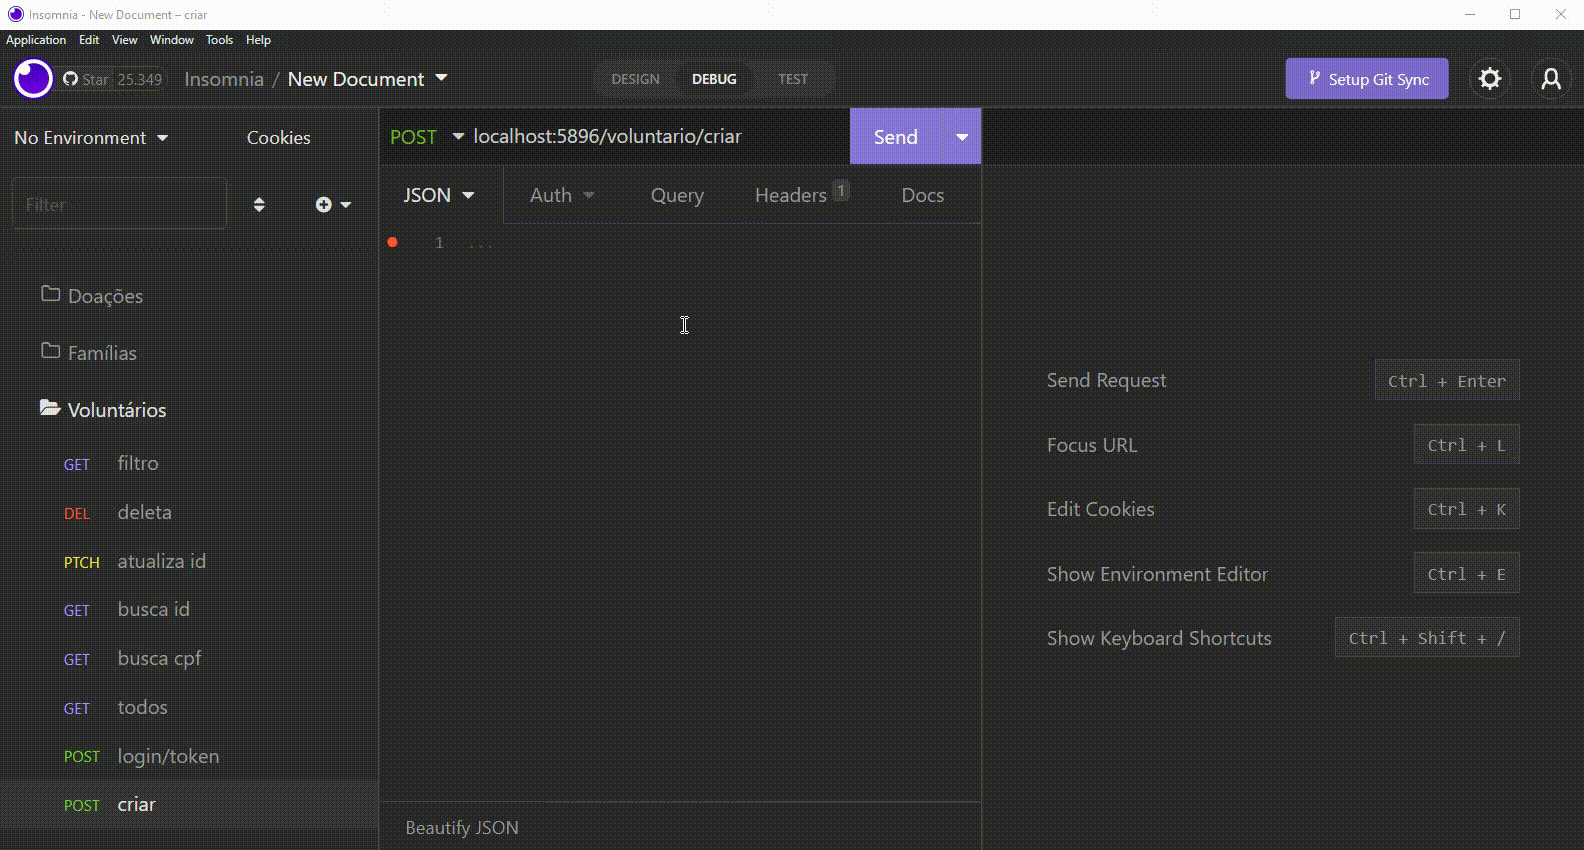 Insomnia - New Document – criar
Application Edit View Window Tools Help
Star 25.349
Insomnia / New Document
DESIGN DEBUG TEST
Setup Git Sync
No Environment Cookies
POST localhost:5896/voluntario/criar Send
Filter
JSON Auth Query Headers 1 Docs
1 ...
Doações
Famílias
Voluntários
GET filtro
DEL deleta
PTCH atualiza id
GET busca id
GET busca cpf
GET todos
POST login/token
POST criar
Beautify JSON
Send Request Ctrl + Enter
Focus URL Ctrl + L
Edit Cookies Ctrl + K
Show Environment Editor Ctrl + E
Show Keyboard Shortcuts Ctrl + Shift + /